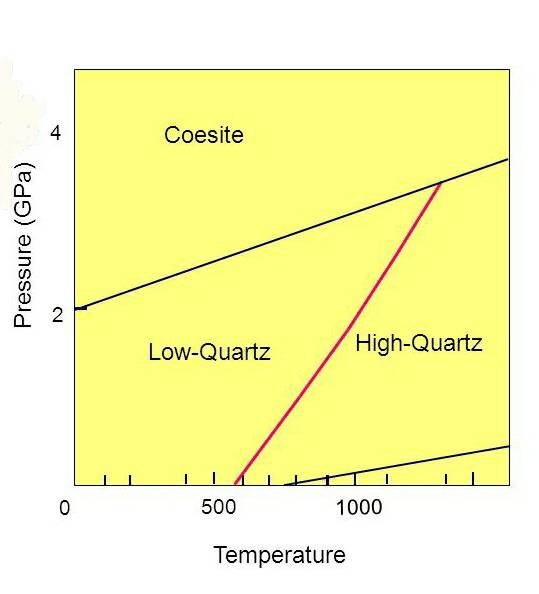 4
Coesite
Pressure (GPa)
2
Low-Quartz
High-Quartz
0
500
1000
Temperature